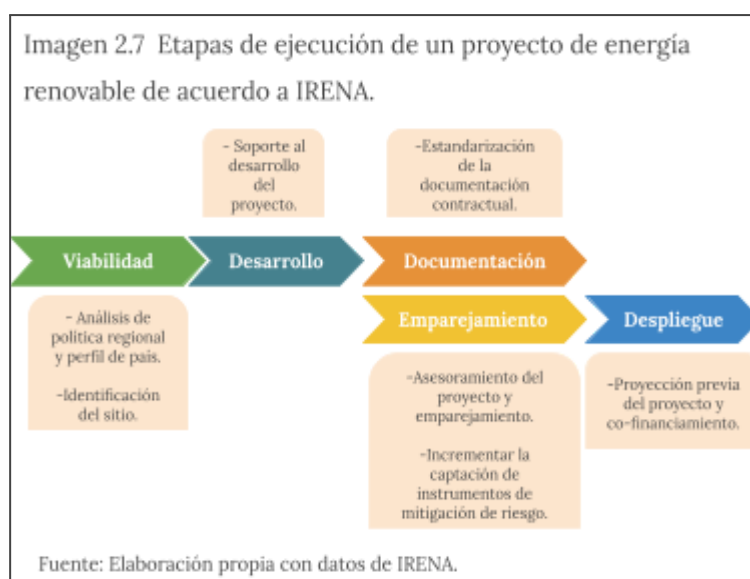 Imagen 2.7 Etapas de ejecución de un proyecto de energía
renovable de acuerdo a IRENA.
- Soporte al
desarrollo
del
proyecto.
-Estandarización
de la
documentación
contractual.
Viabilidad
Desarrollo
Documentación
Emparejamiento
Despliegue
- Análisis de
política regional
y perfil de país.
-Identificación
del sitio.
-Asesoramiento del
proyecto y
emparejamiento.
-Incrementar la
captación de
instrumentos de
mitigación de riesgo.
-Proyección previa
del proyecto y
co-financiamiento.
Fuente: Elaboración propia con datos de IRENA.